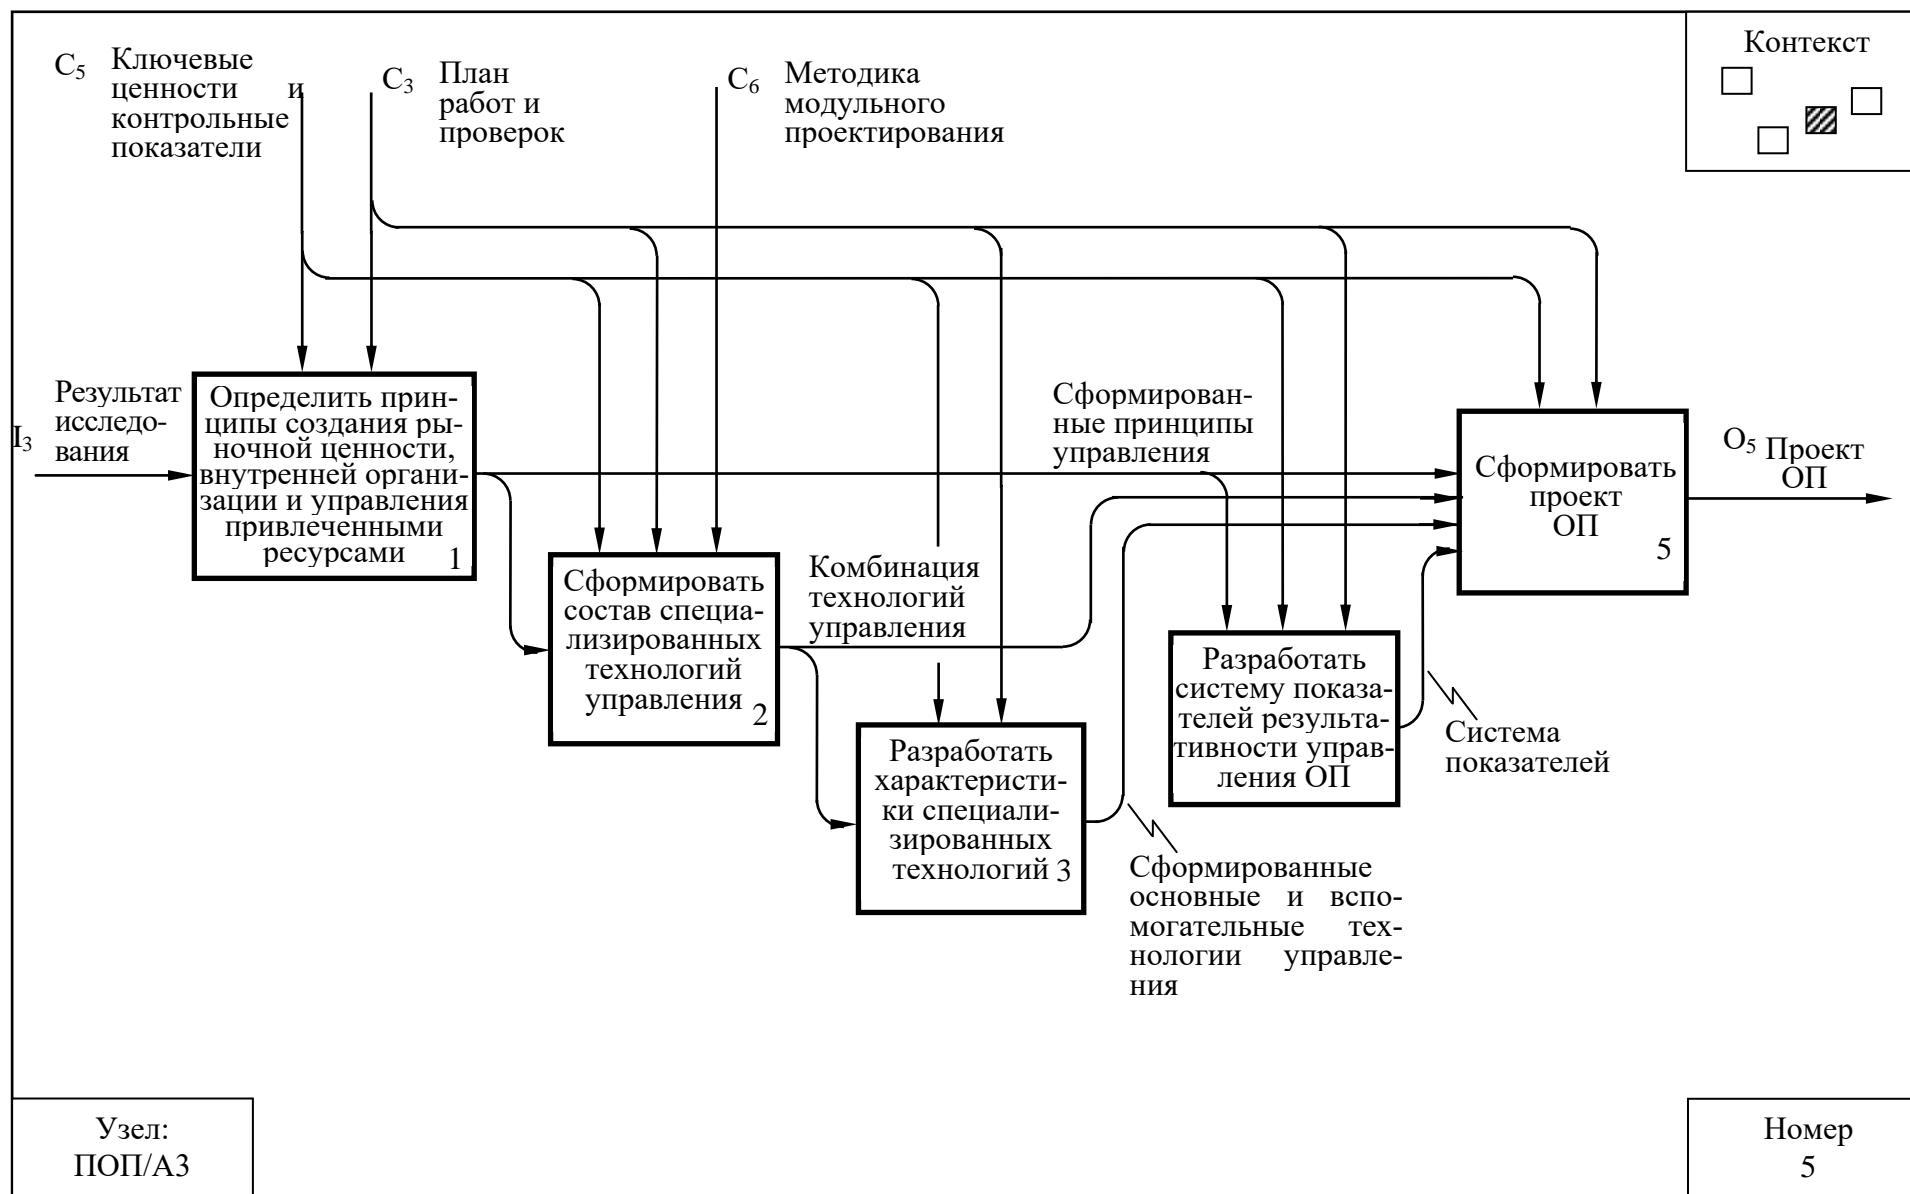 C5
Ключевые
ценности и
контрольные
показатели
C3
План
работ и
проверок
C6
Методика
модульного
проектирования
Контекст
I3
Результат
исследо-
вания
Определить прин-
ципы создания ры-
ночной ценности,
внутренней органи-
зации и управления
привлеченными
ресурсами
1
Сформирован-
ные принципы
управления
Сформировать
проект
ОП
5
O5 Проект
ОП
Сформировать
состав специа-
лизированных
технологий
управления
2
Комбинация
технологий
управления
Разработать
систему показа-
телей результа-
тивности управ-
ления ОП
Система
показателей
Разработать
характеристи-
ки специали-
зированных
технологий
3
Сформированные
основные и вспо-
могательные тех-
нологии управле-
ния
Узел:
ПОП/А3
Номер
5